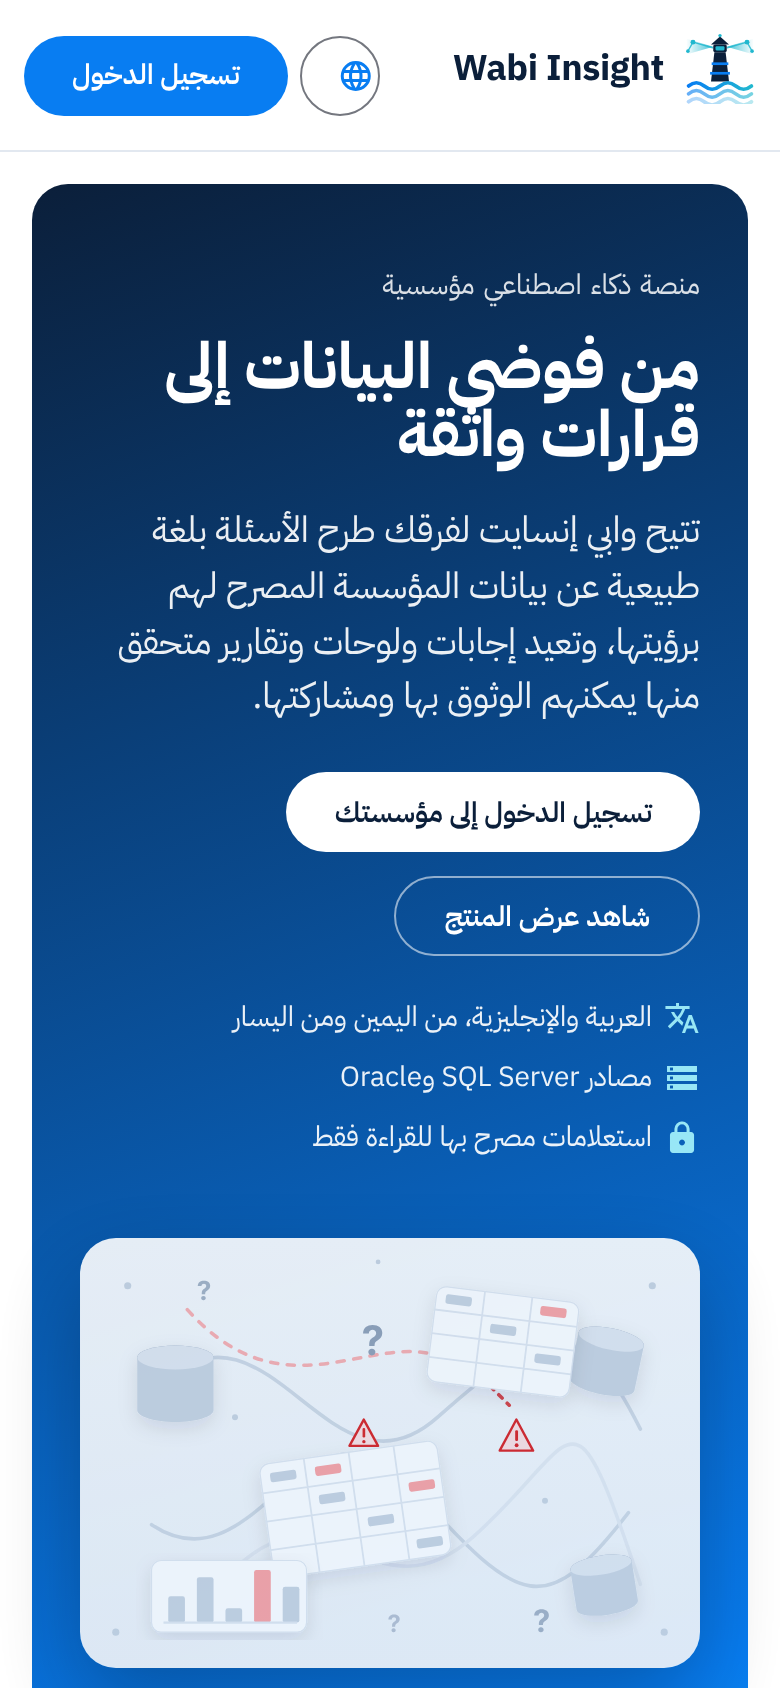 Wabi Insight
تسجيل الدخول
منصة ذكاء اصطناعي مؤسسية
من فوضى البيانات إلى
قرارات واثقة
تتيح وابي إنسايت لفرقك طرح الأسئلة بلغة
طبيعية عن بيانات المؤسسة المصرح لهم
برؤيتها، وتعيد إجابات ولوحات وتقارير متحقق
منها يمكنهم الوثوق بها ومشاركتها.
تسجيل الدخول إلى مؤسستك
شاهد عرض المنتج
العربية والإنجليزية، من اليمين ومن اليسار
مصادر SQL Server وOracle
استعلامات مصرح بها للقراءة فقط
?
?
?
?